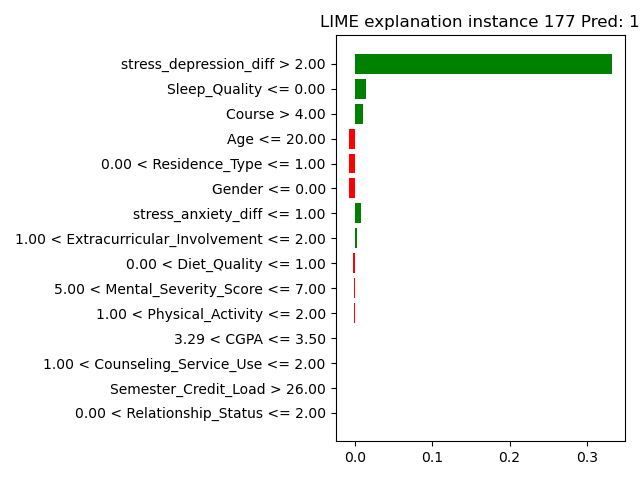 LIME explanation instance 177 Pred: 1
stress_depression_diff > 2.00
Sleep_Quality <= 0.00
Course > 4.00
Age <= 20.00
0.00 < Residence_Type <= 1.00
Gender <= 0.00
stress_anxiety_diff <= 1.00
1.00 < Extracurricular_Involvement <= 2.00
0.00 < Diet_Quality <= 1.00
5.00 < Mental_Severity_Score <= 7.00
1.00 < Physical_Activity <= 2.00
3.29 < CGPA <= 3.50
1.00 < Counseling_Service_Use <= 2.00
Semester_Credit_Load > 26.00
0.00 < Relationship_Status <= 2.00
0.0 0.1 0.2 0.3